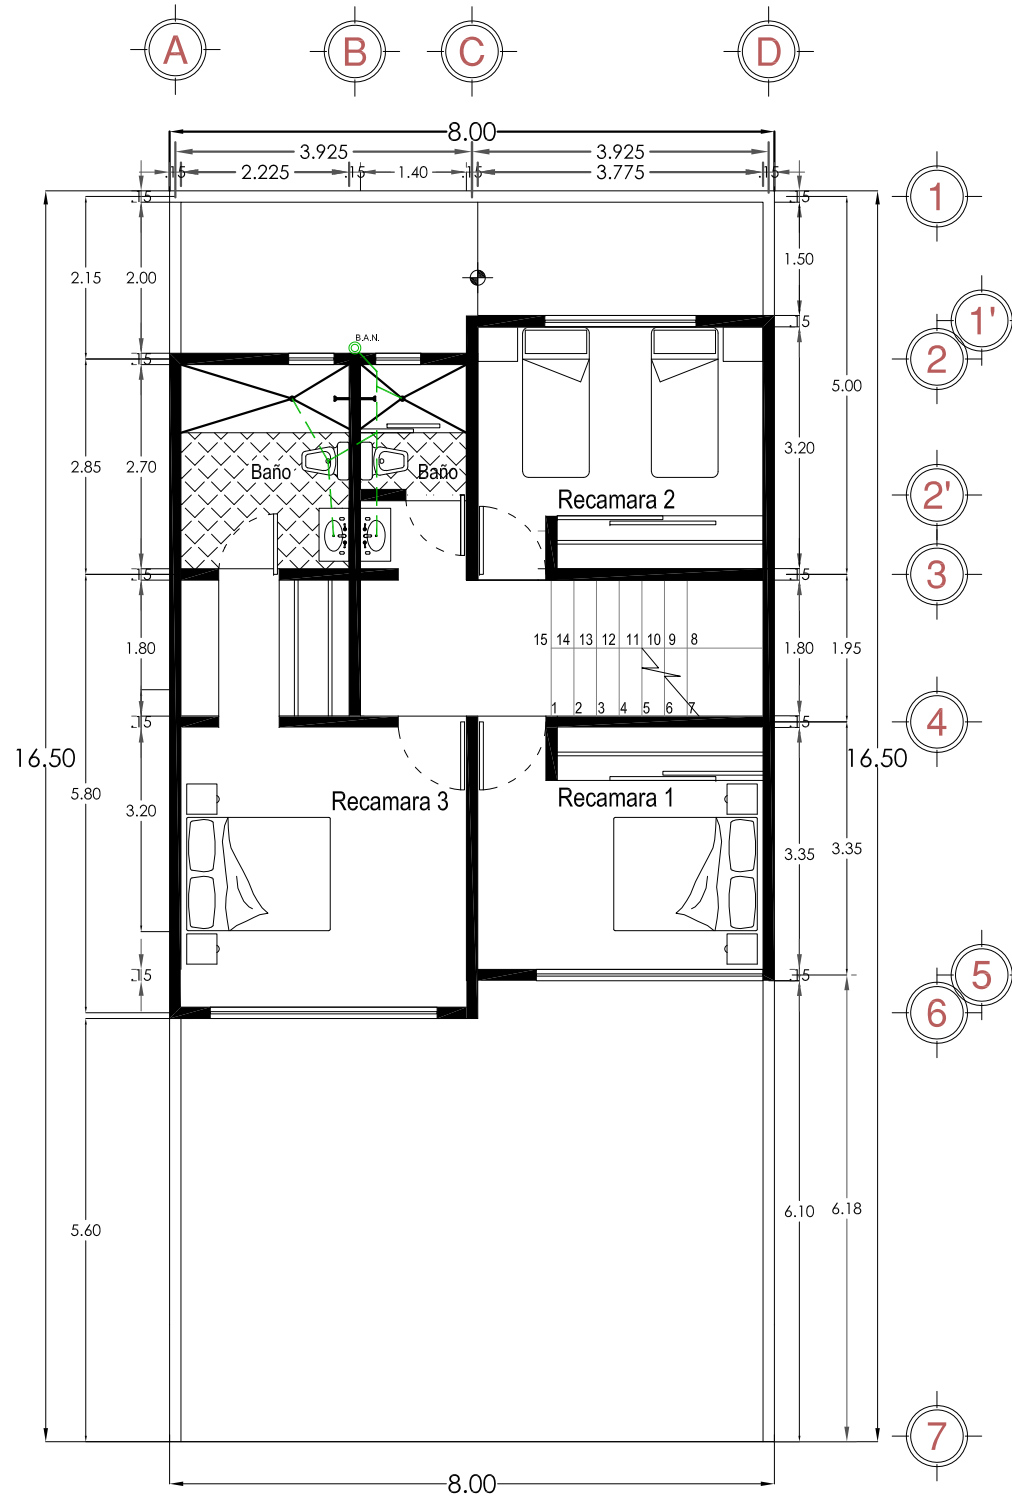 A B C D
8.00
3.925 3.925
.15 2.225 .15 1.40 .15 3.775 .15
.15 .15 1
2.15 2.00 1.50
.15 1'
B.A.N.
.15 2
5.00
2.85 2.70 3.20
Baño Baño
Recamara 2 2'
.15 .15 3
15 14 13 12 11 10 9 8
1.80 1.80 1.95
1 2 3 4 5 6 7
.15 .15 4
16.50 16.50
5.80
Recamara 3 Recamara 1
3.20
3.35 3.35
.15 .15 5
6
5.60 6.10 6.18
7
8.00